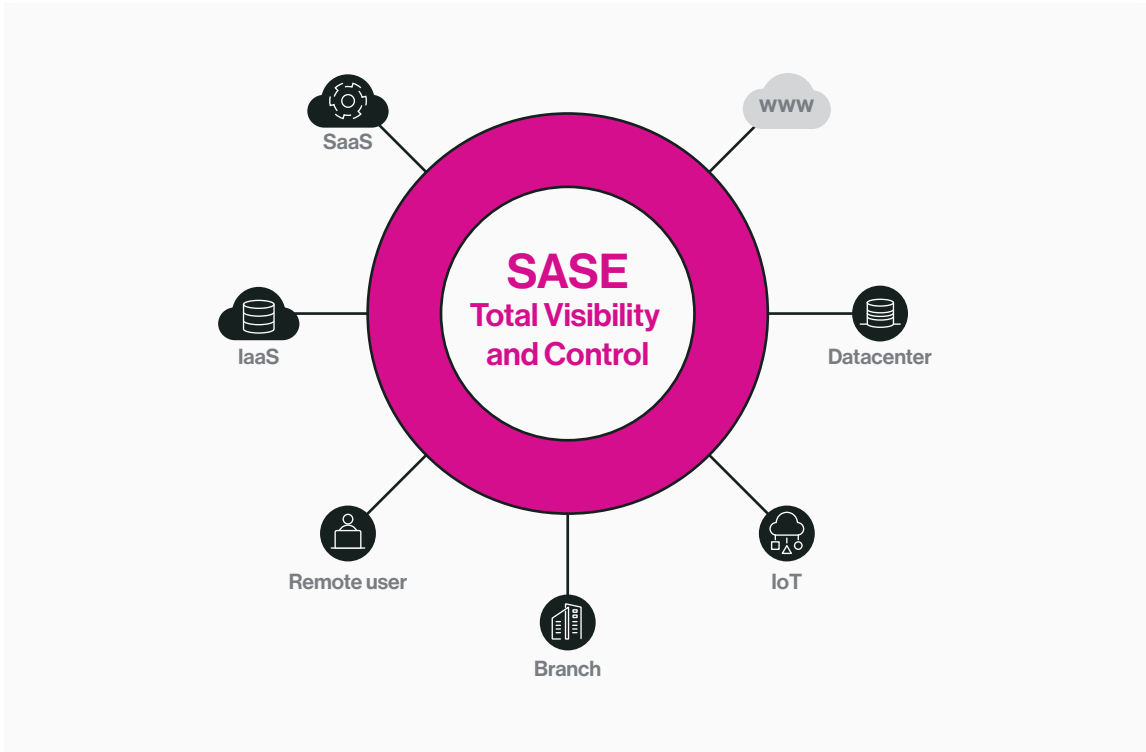 WWW
SaaS
SASE
Total Visibility
and Control
IaaS
Datacenter
Remote user
IoT
Branch